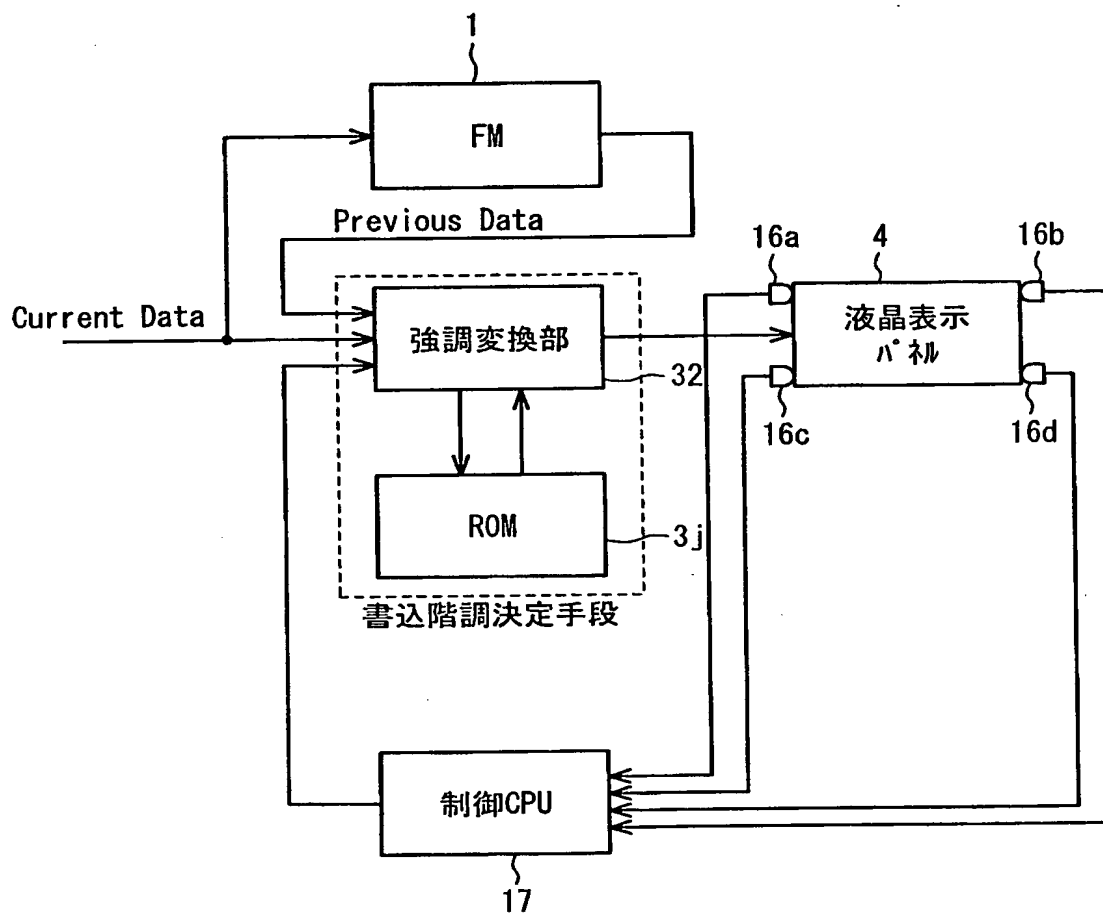 1
FM
Previous Data
16a
4
16b
Current Data
強調変換部
液晶表示
パネル
32
16c
16d
ROM
3j
書込階調決定手段
制御CPU
17